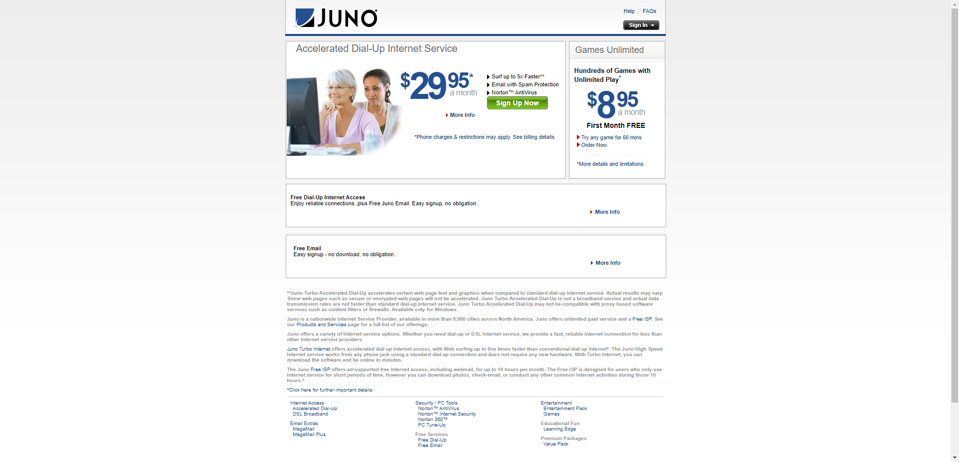 JUNO
Help | FAQs
Sign In
Accelerated Dial-Up Internet Service
$29.95*
a month
Surf up to 5x Faster**
Email with Spam Protection
Norton™ AntiVirus
Sign Up Now
More Info
*Phone charges & restrictions may apply. See billing details.
Games Unlimited
Hundreds of Games with
Unlimited Play*
$8.95
a month
First Month FREE
Try any game for 60 mins
Order Now
*More details and limitations.
Free Dial-Up Internet Access
Enjoy reliable connections, plus Free Juno Email. Easy signup, no obligation.
More Info
Free Email
Easy signup - no download, no obligation.
More Info
**Juno Turbo Accelerated Dial-Up accelerates certain web page text and graphics when compared to standard dial-up internet service. Actual results may vary.
Some web pages such as secure or encrypted web pages will not be accelerated. Juno Turbo Accelerated Dial-Up is not a broadband service and actual data
transmission rates are not faster than standard dial-up internet service. Juno Turbo Accelerated Dial-Up may not be compatible with proxy based software
services such as content filters or firewalls. Available only for Windows.
Juno is a nationwide Internet Service Provider, available in more than 8,000 cities across North America. Juno offers unlimited paid service and a Free ISP. See
our Products and Services page for a full list of our offerings.
Juno offers a variety of Internet service options. Whether you need dial-up or DSL Internet service, we provide a fast, reliable Internet connection for less than
other Internet service providers.
Juno Turbo Internet offers accelerated dial up Internet access, with Web surfing up to five times faster than conventional dial up Internet*. The Juno High Speed
Internet service works from any phone jack using a standard dial-up connection and does not require any new hardware. With Turbo Internet, you can
download the software and be online in minutes.
The Juno Free ISP offers ad-supported free Internet access, including webmail, for up to 10 hours per month. The Free ISP is designed for users who only use
Internet service for short periods of time, however you can download photos, check email, or conduct any other common Internet activities during those 10
hours.*
*Click here for further important details.
Internet Access
Accelerated Dial-Up
DSL Broadband
Email Extras
MegaMail
MegaMail Plus
Security / PC Tools
Norton™ AntiVirus
Norton™ Internet Security
Norton 360™
PC Tune-Up
Free Services
Free Dial-Up
Free Email
Entertainment
Entertainment Pack
Games
Educational Fun
Learning Edge
Premium Packages
Value Pack